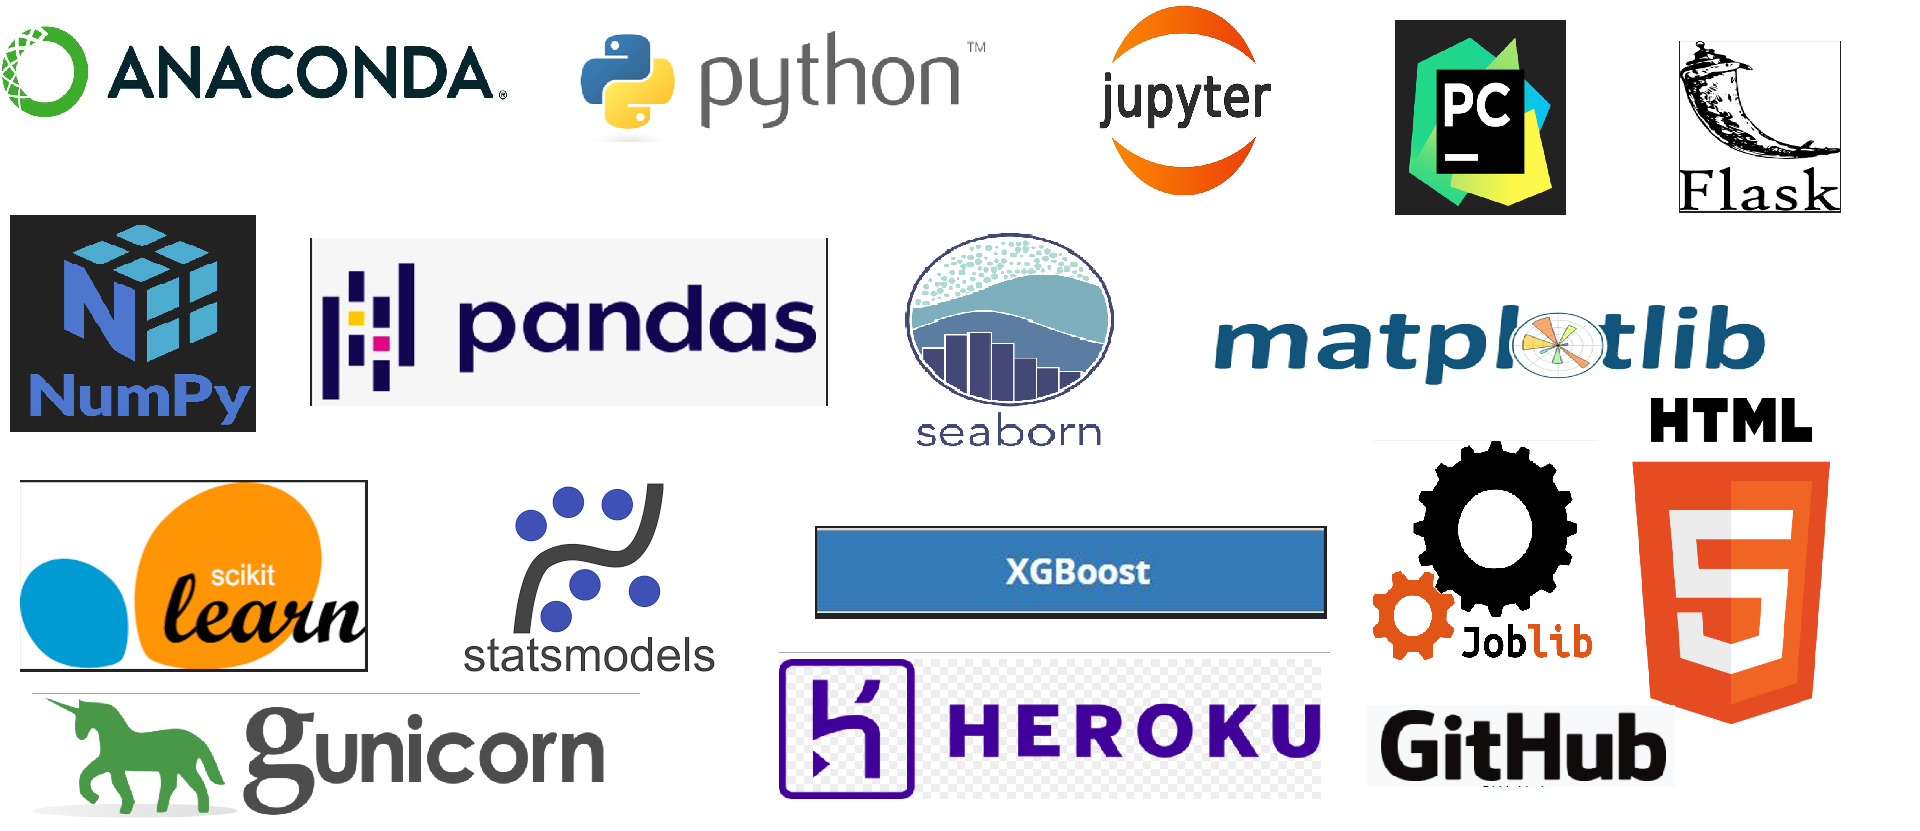 ANACONDA®
python™
jupyter
PC
Flask
NumPy
pandas
seaborn
matplotlib
HTML
5
scikit
learn
statsmodels
XGBoost
Joblib
gunicorn
HEROKU
GitHub